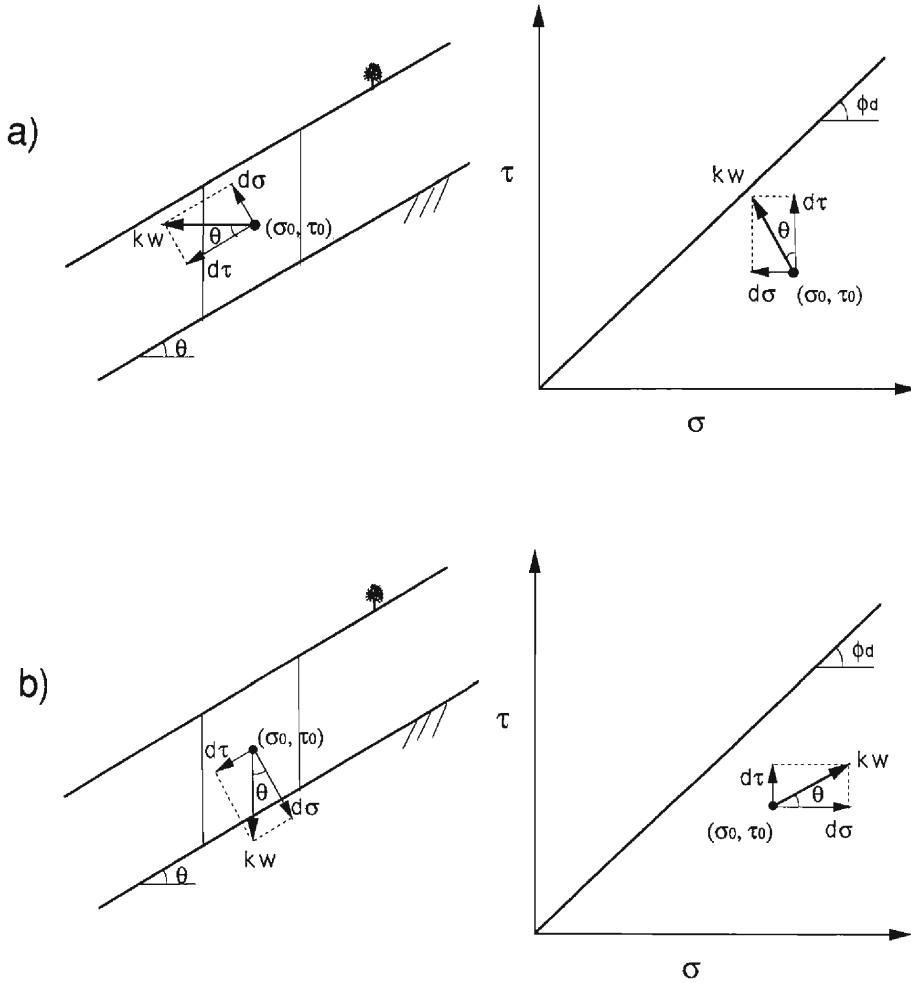 a)
dσ
(σ₀, τ₀)
kw
θ
dτ
θ
τ
ϕd
kw
dτ
θ
dσ
(σ₀, τ₀)
σ
b)
dτ
(σ₀, τ₀)
θ
dσ
kw
θ
τ
ϕd
dτ
kw
θ
(σ₀, τ₀)
dσ
σ